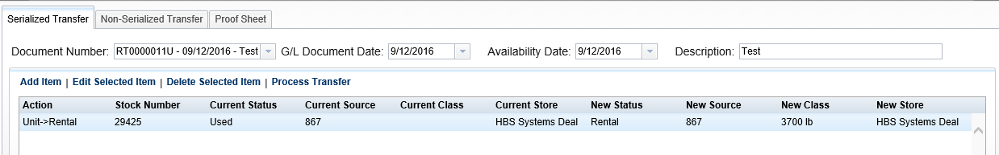 Serialized Transfer Non-Serialized Transfer Proof Sheet
Document Number: RT0000011U - 09/12/2016 - Test G/L Document Date: 9/12/2016 Availability Date: 9/12/2016 Description: Test
Add Item | Edit Selected Item | Delete Selected Item | Process Transfer
Action Stock Number Current Status Current Source Current Class Current Store New Status New Source New Class New Store
Unit->Rental 29425 Used 867 HBS Systems Deal Rental 867 3700 lb HBS Systems Deal